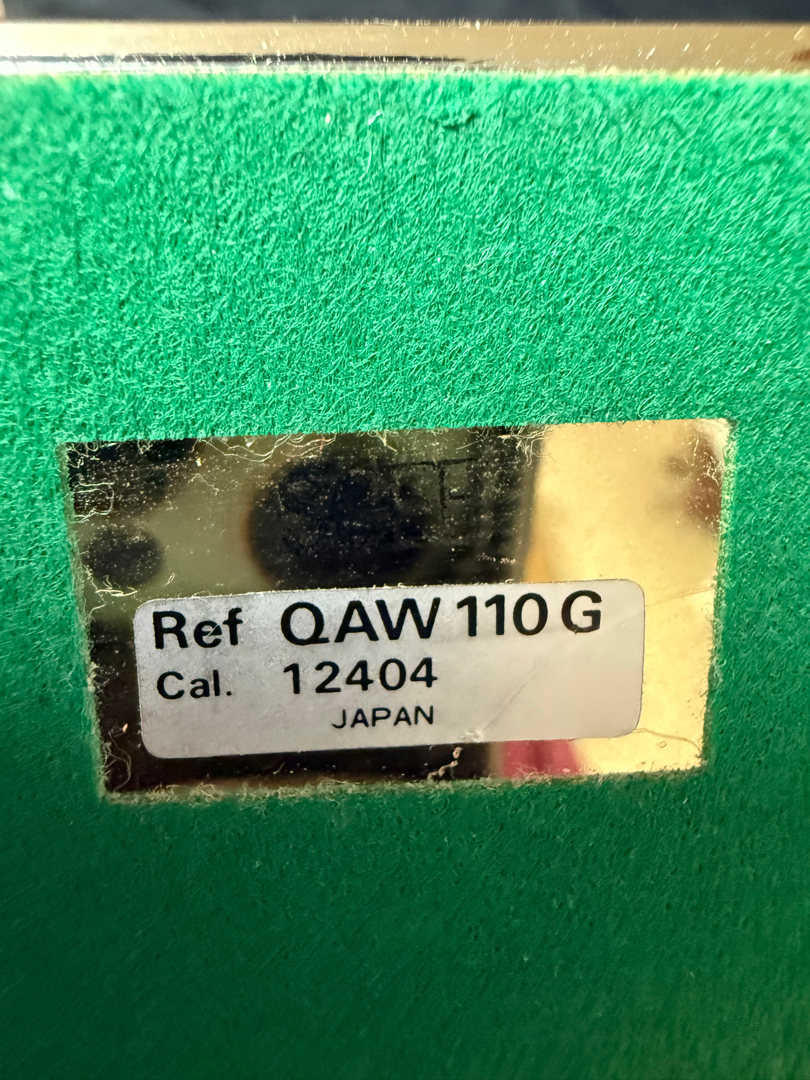 Ref QAW 110 G
Cal. 12404
JAPAN